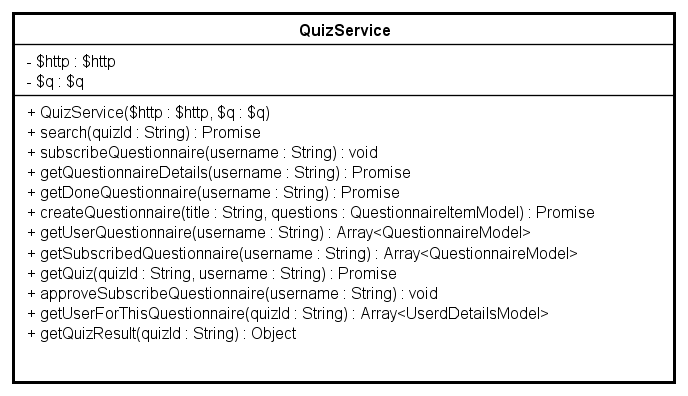 QuizService
- $http : $http
- $q : $q
+ QuizService($http : $http, $q : $q)
+ search(quizId : String) : Promise
+ subscribeQuestionnaire(username : String) : void
+ getQuestionnaireDetails(username : String) : Promise
+ getDoneQuestionnaire(username : String) : Promise
+ createQuestionnaire(title : String, questions : QuestionnaireItemModel) : Promise
+ getUserQuestionnaire(username : String) : Array<QuestionnaireModel>
+ getSubscribedQuestionnaire(username : String) : Array<QuestionnaireModel>
+ getQuiz(quizId : String, username : String) : Promise
+ approveSubscribeQuestionnaire(username : String) : void
+ getUserForThisQuestionnaire(quizId : String) : Array<UserdDetailsModel>
+ getQuizResult(quizId : String) : Object